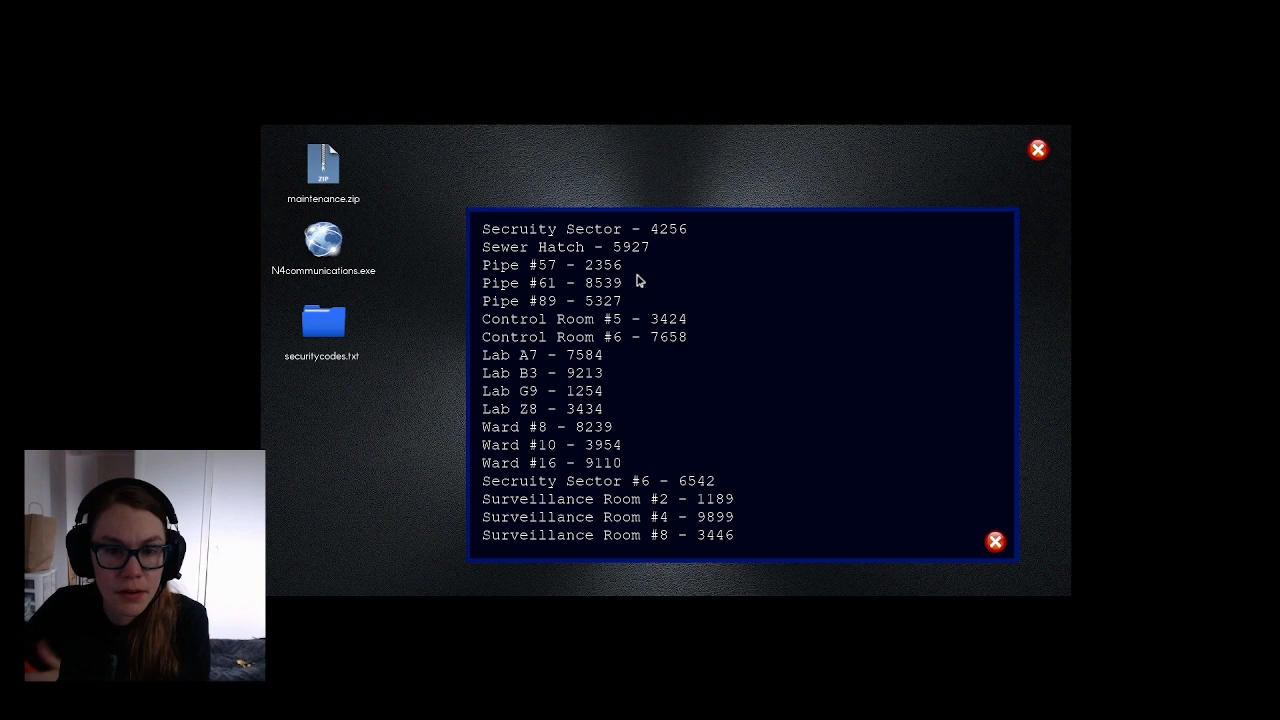 ZIP
maintenance.zip
N4communications.exe
securitycodes.txt
Secruity Sector - 4256
Sewer Hatch - 5927
Pipe #57 - 2356
Pipe #61 - 8539
Pipe #89 - 5327
Control Room #5 - 3424
Control Room #6 - 7658
Lab A7 - 7584
Lab B3 - 9213
Lab G9 - 1254
Lab Z8 - 3434
Ward #8 - 8239
Ward #10 - 3954
Ward #16 - 9110
Secruity Sector #6 - 6542
Surveillance Room #2 - 1189
Surveillance Room #4 - 9899
Surveillance Room #8 - 3446